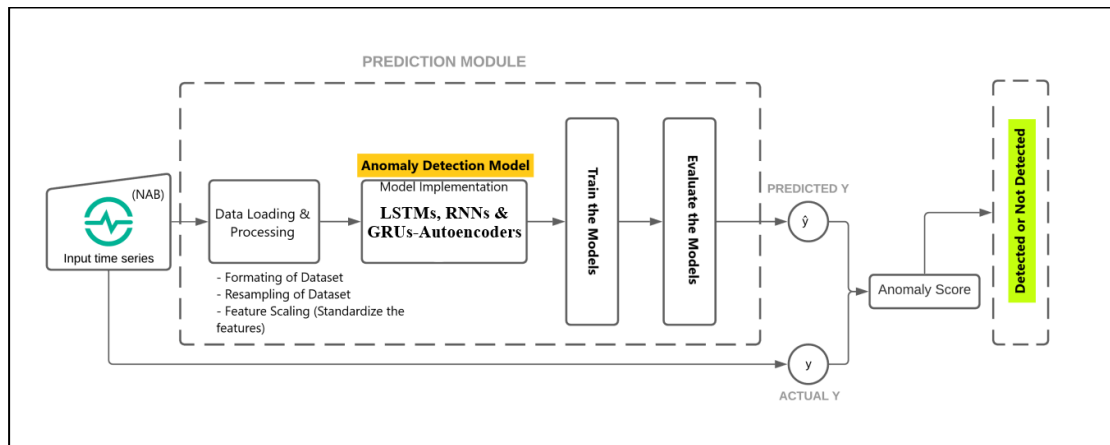 PREDICTION MODULE
(NAB)
Input time series
Data Loading &
Processing
- Formating of Dataset
- Resampling of Dataset
- Feature Scaling (Standardize the
features)
Anomaly Detection Model
Model Implementation
LSTMs, RNNs &
GRUs-Autoencoders
Train the Models
Evaluate the Models
PREDICTED Y
ŷ
y
ACTUAL Y
Anomaly Score
Detected or Not Detected